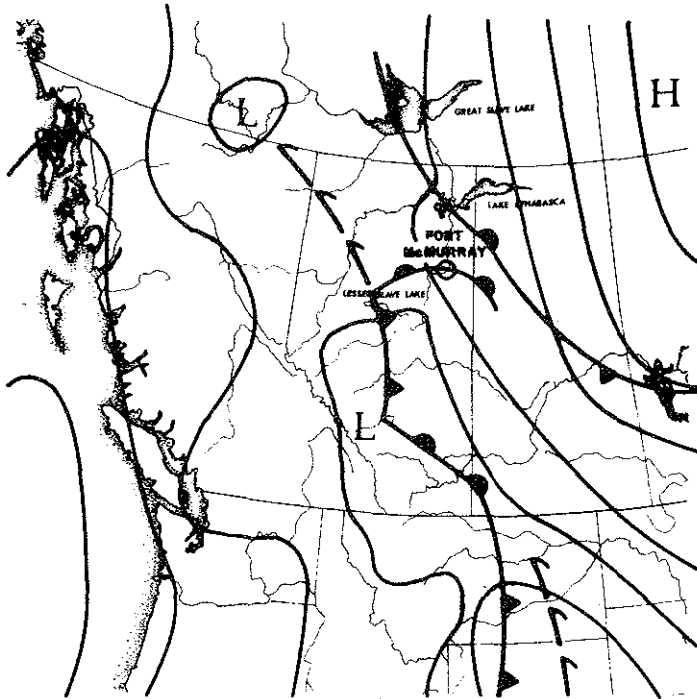 L
H
GREAT SLAVE LAKE
LAKE ATHABASCA
FORT
McMURRAY
LESSER SLAVE LAKE
L